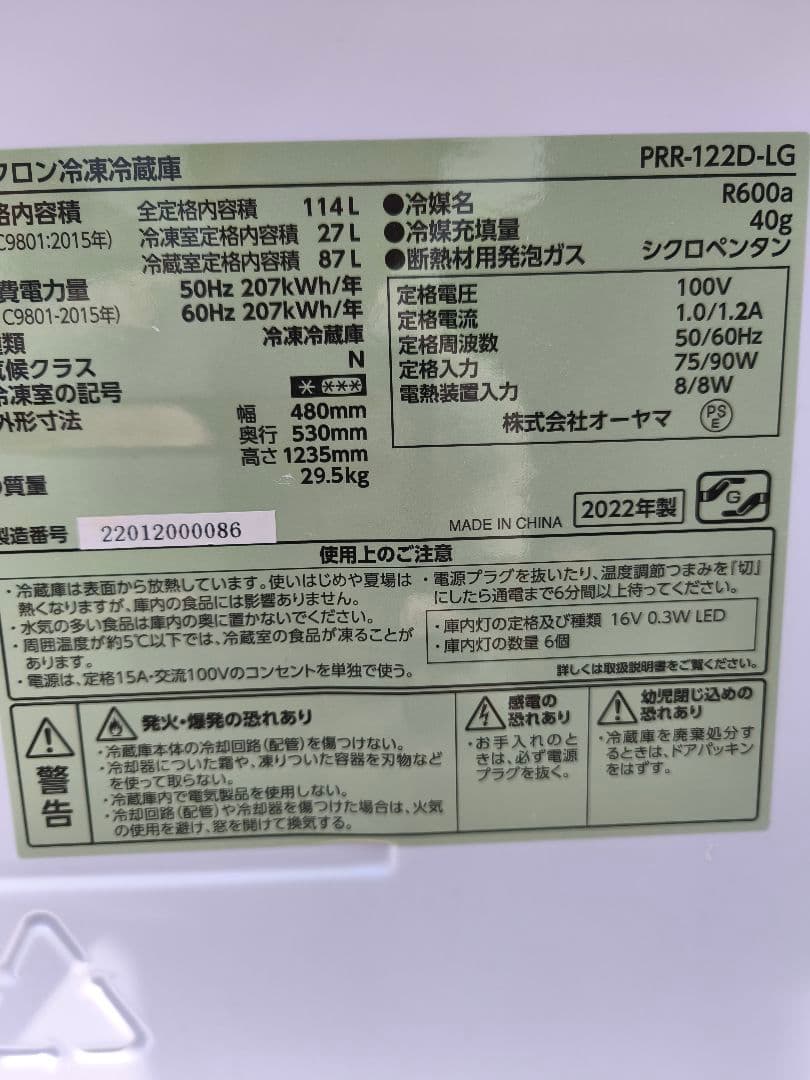 フロン冷凍冷蔵庫 PRR-122D-LG
格内容積 全定格内容積 114L
C9801:2015年) 冷凍室定格内容積 27L
冷蔵室定格内容積 87L
費電力量 50Hz 207kWh/年
C9801-2015年) 60Hz 207kWh/年
類 冷凍冷蔵庫
気候クラス N
冷凍室の記号
外形寸法 幅 480mm
奥行 530mm
高さ 1235mm
の質量 29.5kg
●冷媒名 R600a
●冷媒充填量 40g
●断熱材用発泡ガス シクロペンタン
定格電圧 100V
定格電流 1.0/1.2A
定格周波数 50/60Hz
定格入力 75/90W
電熱装置入力 8/8W
株式会社オーヤマ PSE
製造番号 22012000086
MADE IN CHINA 2022年製 G
使用上のご注意
・冷蔵庫は表面から放熱しています。使いはじめや夏場は
熱くなりますが、庫内の食品には影響ありません。
・水気の多い食品は庫内の奥に置かないでください。
・周囲温度が約5℃以下では、冷蔵室の食品が凍ることが
あります。
・電源は、定格15A・交流100Vのコンセントを単独で使う。
・電源プラグを抜いたり、温度調節つまみを「切」
にしたら通電まで6分間以上待ってください。
・庫内灯の定格及び種類 16V 0.3W LED
・庫内灯の数量 6個
詳しくは取扱説明書をご覧ください。
警告
発火・爆発の恐れあり
・冷蔵庫本体の冷却回路(配管)を傷つけない。
・冷却器についた霜や、凍りついた容器を刃物など
を使って取らない。
・冷蔵庫内で電気製品を使用しない。
・冷却回路(配管)や冷却器を傷つけた場合は、火気
の使用を避け、窓を開けて換気する。
感電の
恐れあり
・お手入れのと
きは、必ず電源
プラグを抜く。
幼児閉じ込めの
恐れあり
・冷蔵庫を廃棄処分す
るときは、ドアパッキン
をはずす。